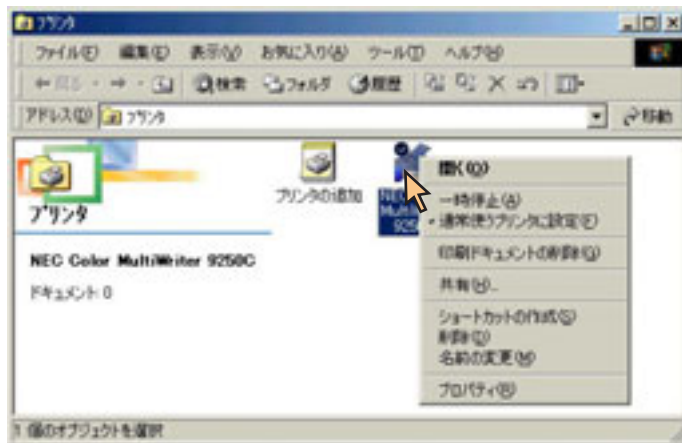 プリンタ
ファイル(F) 編集(E) 表示(V) お気に入り(A) ツール(T) ヘルプ(H)
戻る 検索 フォルダ 履歴
アドレス(D) プリンタ 移動
プリンタ
NEC Color MultiWriter 9250C
ドキュメント: 0
プリンタの追加
NEC
Multi
925
開く(O)
一時停止(A)
通常使うプリンタに設定(F)
印刷ドキュメントの削除(G)
共有(H)...
ショートカットの作成(S)
削除(D)
名前の変更(M)
プロパティ(R)
1 個のオブジェクトを選択